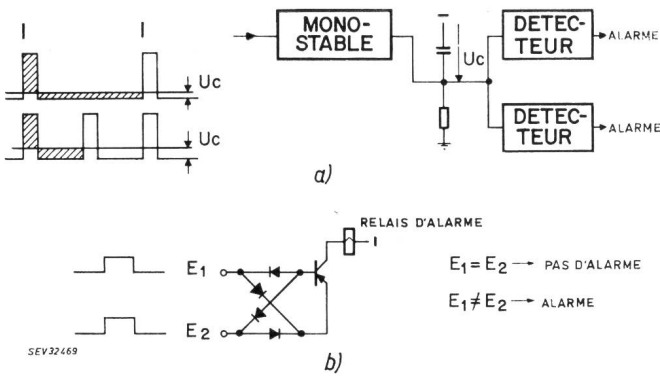 MONO-
STABLE
DETEC-
TEUR
ALARME
Uc
Uc
Uc
DETEC-
TEUR
ALARME
a)
RELAIS D'ALARME
E1
E2
E1 = E2 → PAS D'ALARME
E1 ≠ E2 → ALARME
SEV32469
b)